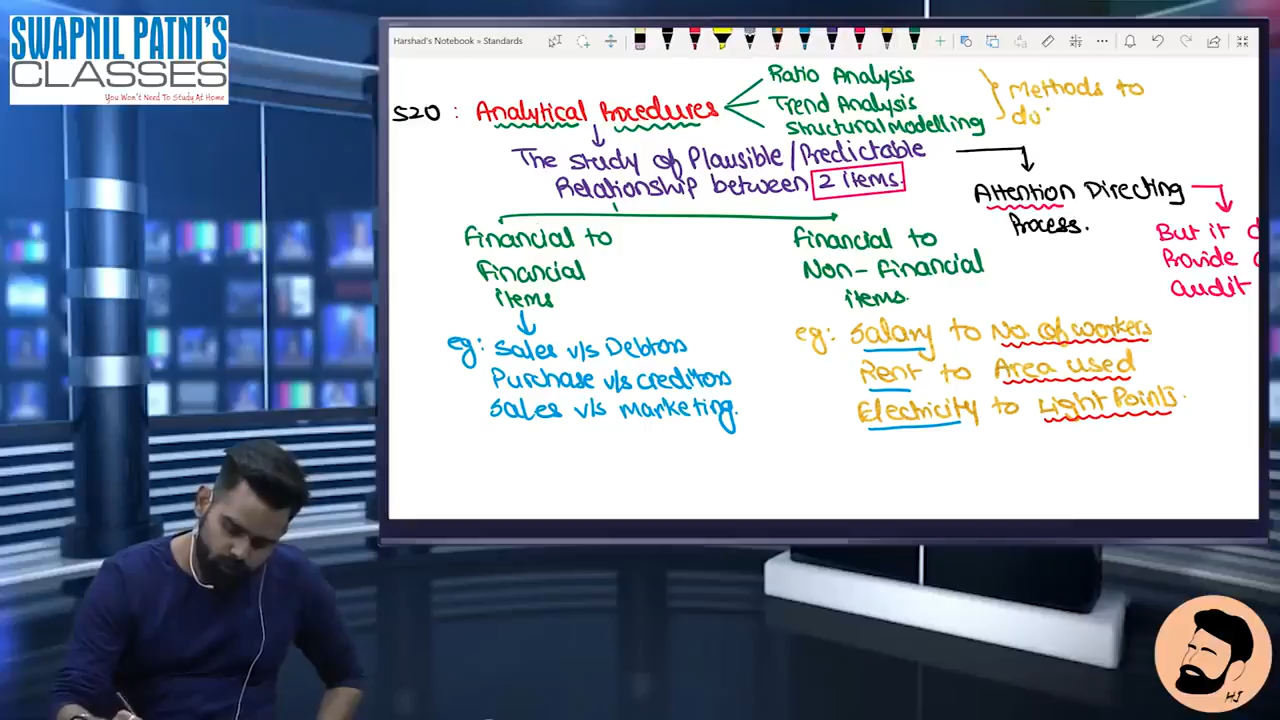 SWAPNIL PATNI'S
CLASSES
You Won't Need To Study At Home
Harshad's Notebook » Standards
520 : Analytical Procedures
Ratio Analysis
Trend Analysis
Structural Modelling
Methods to
do
The study of Plausible/Predictable
Relationship between 2 items.
Attention Directing
Process.
But it d
Provide a
audit
Financial to
Financial
items
eg: Sales v/s Debtors
Purchase v/s creditors
Sales v/s marketing.
Financial to
Non-financial
items.
eg: Salary to No. of workers
Rent to Area used
Electricity to Light Points.
HJ